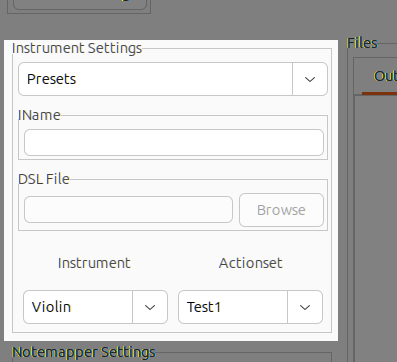 Instrument Settings
Files
Presets
Out
IName
DSL File
Browse
Instrument Actionset
Violin Test1
Notemapper Settings